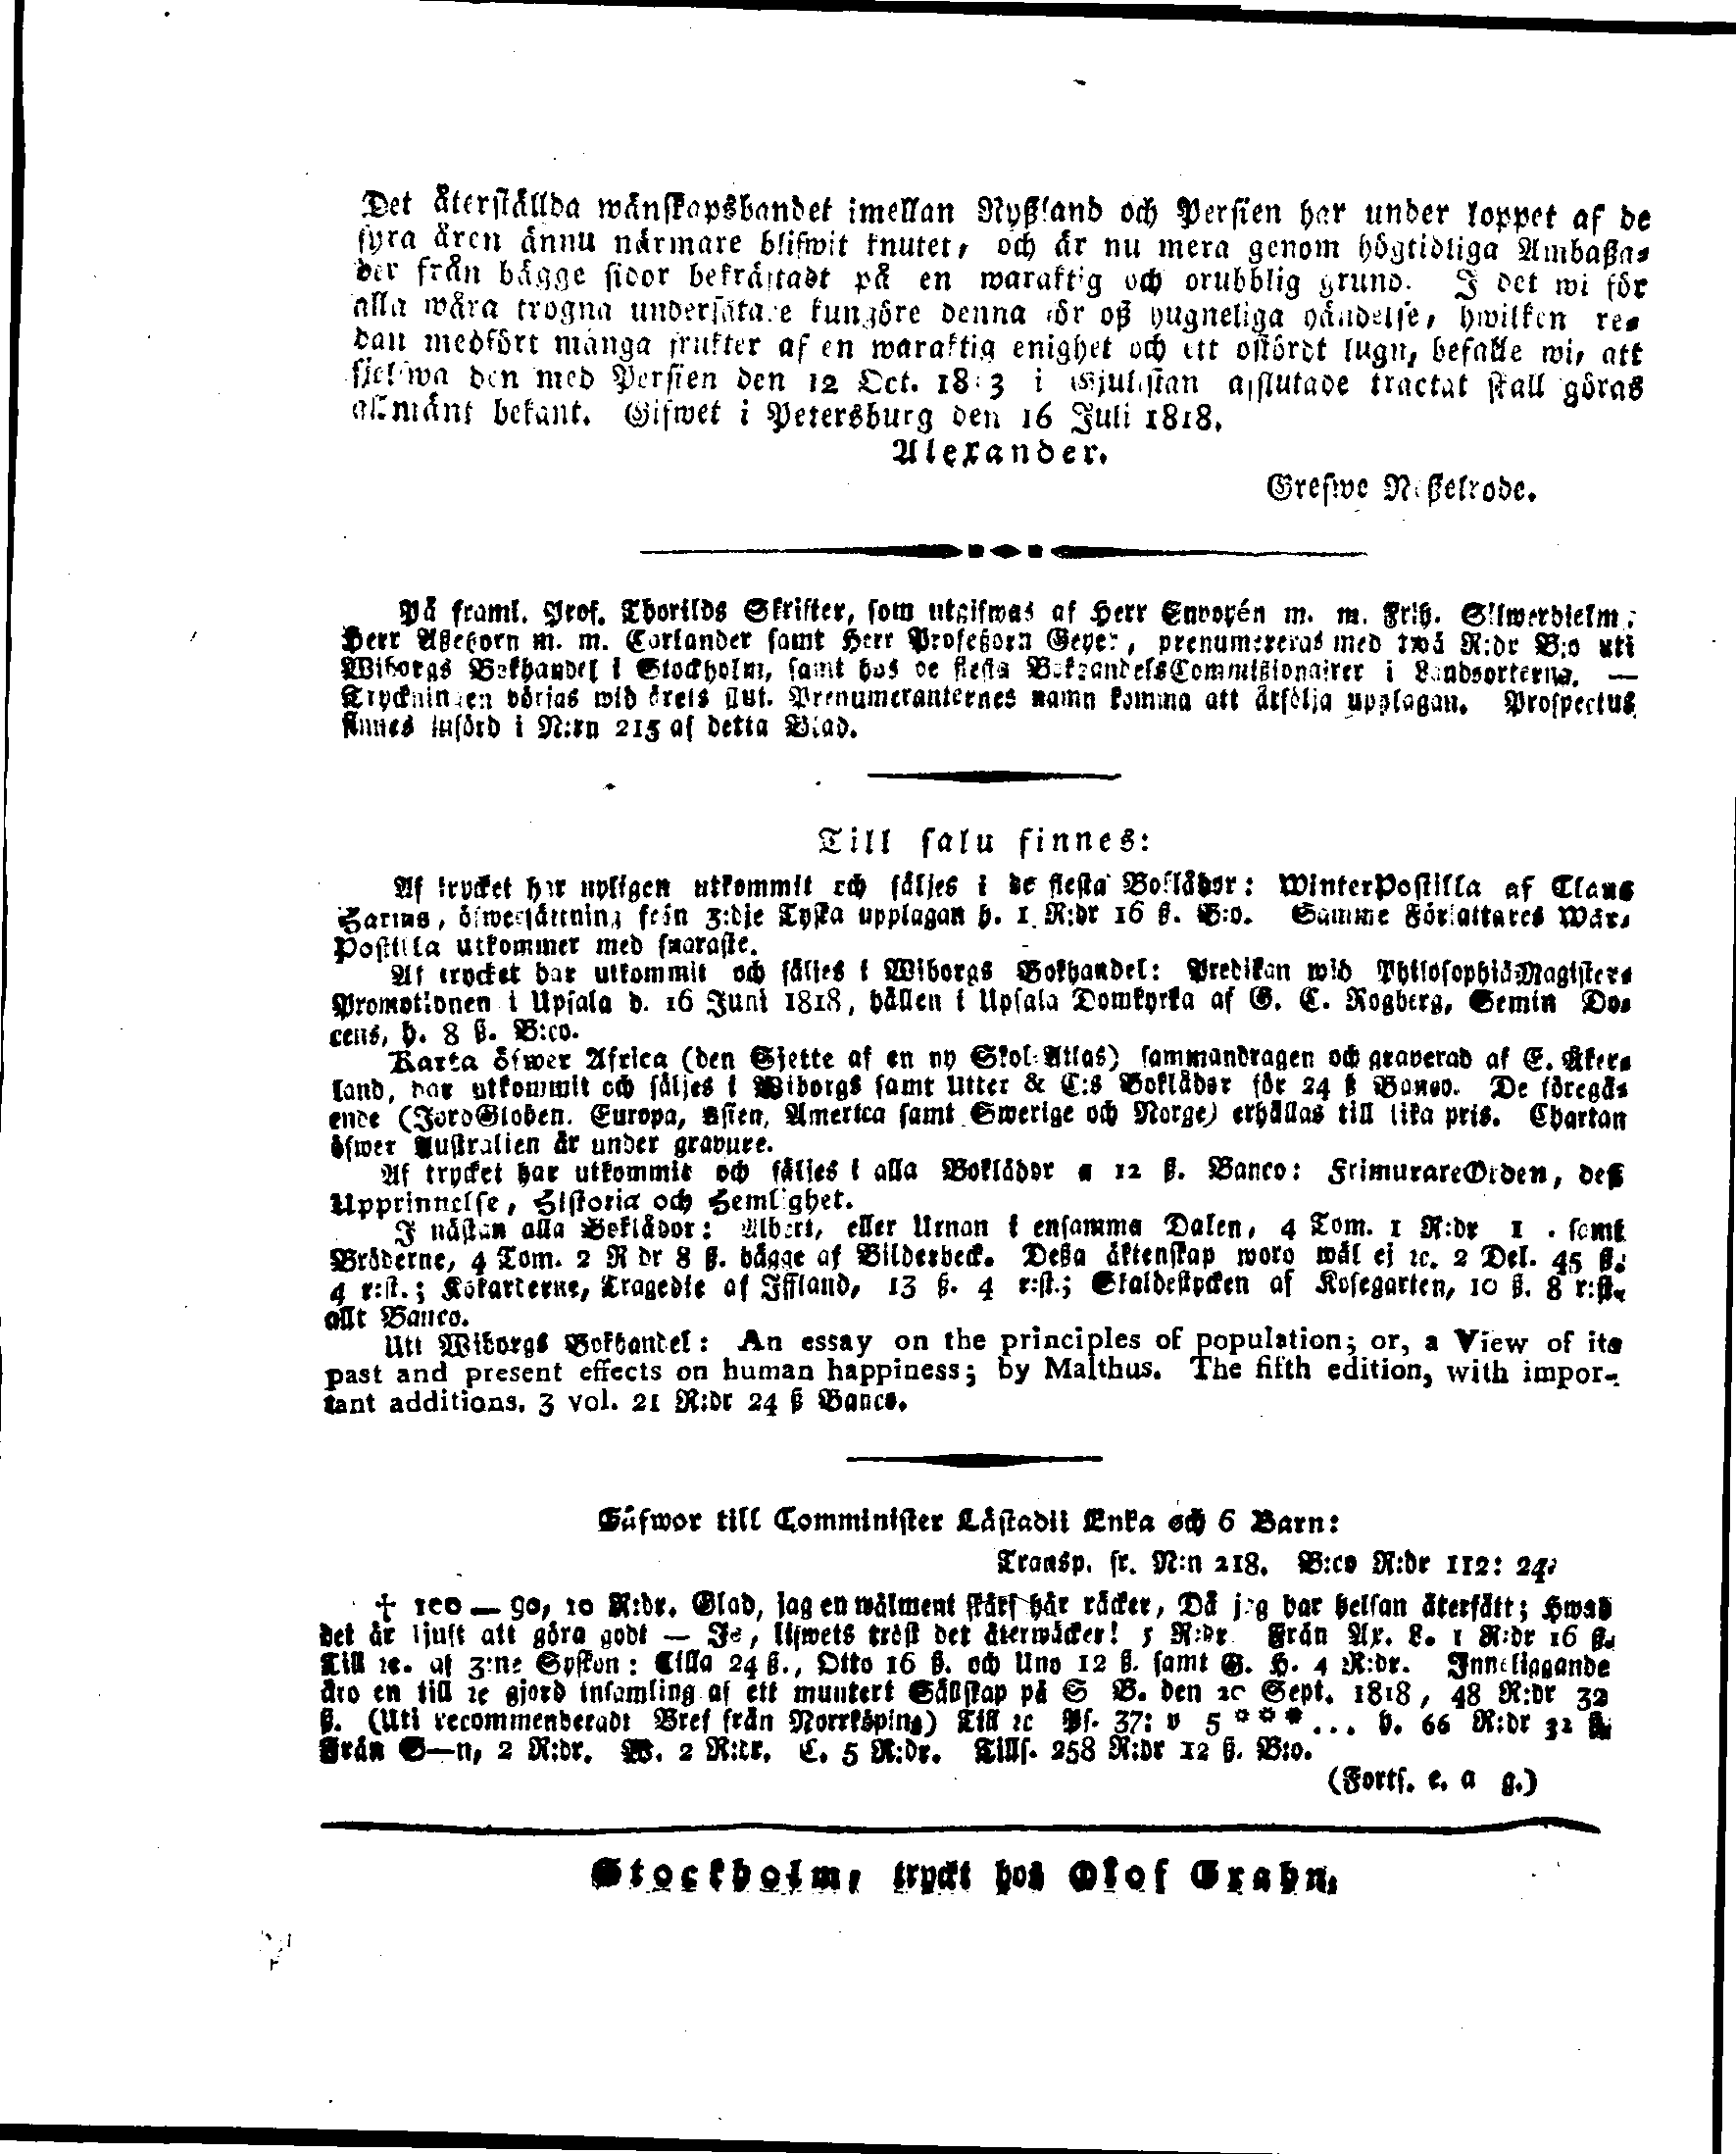 Det återställda wänskapsbandet imellan Ryßland och Persien har under loppet af de
fyra åren ännu närmare blifwit knutet, och är nu mera genom högtidliga Ambaßa-
der från bägge sidor bekräftadt på en waraktig och orubblig grund. I det wi för
alla wåra trogna undersåtare kungöre denna för oß hugneliga händelse, hwilken re-
dan medfört många frukter af en waraktig enighet och ett ostördt lugn, befalle wi, att
sjelfwa den med Persien den 12 Oct. 1813 i Gjulistan afslutade tractat skall göras
allmänt bekant. Gifwet i Petersburg den 16 Juli 1818.
Alexander.
Grefwe Neßelrode.
På framl. Prof. Thorilds Skrifter, som utgifwas af Herr Envoyén m. m. Frih. Silwerhielm,
Herr Aßeßorn m. m. Carlander samt Herr Profeßorn Geyer, prenumereras med twå R:dr B:o uti
Wiborgs Bokhandel i Stockholm, samt hos de flesta BokhandelsCommißionairer i Landsorterna. —
Tryckningen börjas wid årets slut. Prenumeranternes namn komma att åtfölja upplagan. Prospectus
finnes införd i N:rn 215 af detta Blad.
Till salu finnes:
Af trycket har nyligen utkommit och säljes i de flesta Boklådor: WinterPostilla af Claus
Harms, öfwersättning från 3:dje Tyska upplagan h. 1 R:dr 16 ß. B:o. Samme Författares Wår-
Postilla utkommer med snaraste.
Af trycket har utkommit och säljes i Wiborgs Bokhandel: Predikan wid PhilosophiäMagister-
Promotionen i Upsala d. 16 Juni 1818, hållen i Upsala Domkyrka af G. C. Rogberg, Semin Do-
cens, h. 8 ß. B:co.
Karta öfwer Africa (den Sjette af en ny Skol-Atlas) sammandragen och graverad af E. Åker-
land, har utkommit och säljes i Wiborgs samt Utter & C:s Boklådor för 24 ß Banco. De föregå-
ende (JordGloben. Europa, Asien, America samt Swerige och Norge) erhållas till lika pris. Chartan
öfwer Australien är under gravure.
Af trycket har utkommit och säljes i alla Boklådor a 12 ß. Banco: FrimurareOrden, deß
Upprinnelse, Historia och Hemlighet.
I nästan alla Boklådor: Albert, eller Urnan i ensamma Dalen, 4 Tom. 1 R:dr 1 . samt
Bröderne, 4 Tom. 2 R dr 8 ß. bägge af Bilderbeck. Deßa äktenskap woro wäl ej rc. 2 Del. 45 ß.
4 r:st.; Kokarterne, Tragedie af Iffland, 13 ß. 4 r:st.; Skaldestycken af Kosegarten, 10 ß. 8 r:st.
allt Banco.
Uti Wiborgs Bokhandel: An essay on the principles of population; or, a View of its
past and present effects on human happiness; by Malthus. The fifth edition, with impor-
tant additions. 3 vol. 21 R:dr 24 ß Banco.
Gåfwor till Comminister Låstadii Enka och 6 Barn:
Transp. fr. N:n 218. B:co R:dr 112: 24.
† 100 — 90, 10 R:dr. Glad, jag en wälment skärf här räcker, Då jag har helsan återfått; Hwad
det är ljuft att göra godt — Ja, lifwets tröst det återwäcker! 5 R:dr Från Ax. L. 1 R:dr 16 ß.
Till rc. af 3:ne Syskon: Cilla 24 ß., Otto 16 ß. och Uno 12 ß. samt G. H. 4 R:dr. Inneliggande
äro en till rc gjord insamling af ett muntert Sällskap på S B. den 20 Sept. 1818, 48 R:dr 32
ß. (Uti recommenderadt Bref från Norrköping) Till rc Ps. 37: v 5 * * * ... h. 66 R:dr 32 ß.
Från S—n, 2 R:dr. W. 2 R:dr. C. 5 R:dr. Tills. 258 R:dr 12 ß. B:o.
(Forts. e. a g.)
Stockholm, tryckt hos Olof Grahn.